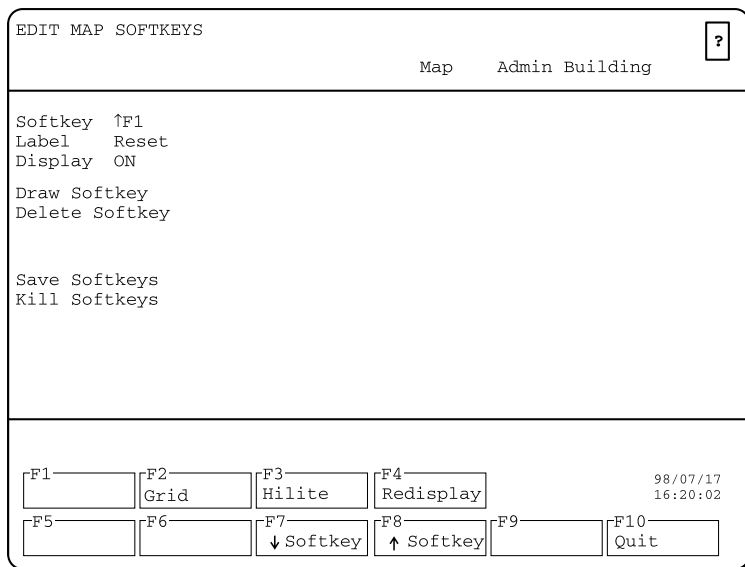 EDIT MAP SOFTKEYS
?
Map Admin Building
Softkey ↑F1
Label Reset
Display ON
Draw Softkey
Delete Softkey
Save Softkeys
Kill Softkeys
F1 F2 F3 F4
Grid Hilite Redisplay
98/07/17
16:20:02
F5 F6 F7 F8 F9 F10
↓ Softkey ↑ Softkey Quit